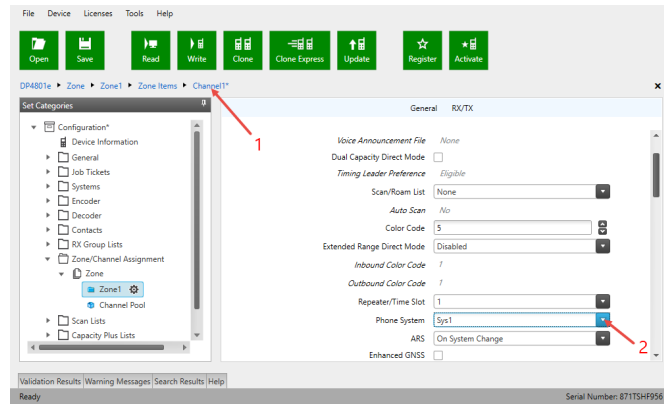 File Device Licenses Tools Help
Open Save Read Write Clone Clone Express Update Register Activate
DP4801e Zone Zone1 Zone Items Channel1*
Set Categories
General RX/TX
1
Configuration*
Device Information
General
Job Tickets
Systems
Encoder
Decoder
Contacts
RX Group Lists
Zone/Channel Assignment
Zone
Zone1
Channel Pool
Scan Lists
Capacity Plus Lists
Voice Announcement File None
Dual Capacity Direct Mode
Timing Leader Preference Eligible
Scan/Roam List None
Auto Scan No
Color Code 5
Extended Range Direct Mode Disabled
Inbound Color Code 1
Outbound Color Code 1
Repeater/Time Slot 1
Phone System Sys1
2
ARS On System Change
Enhanced GNSS
Validation Results Warning Messages Search Results Help
Ready Serial Number: 871TSHF956